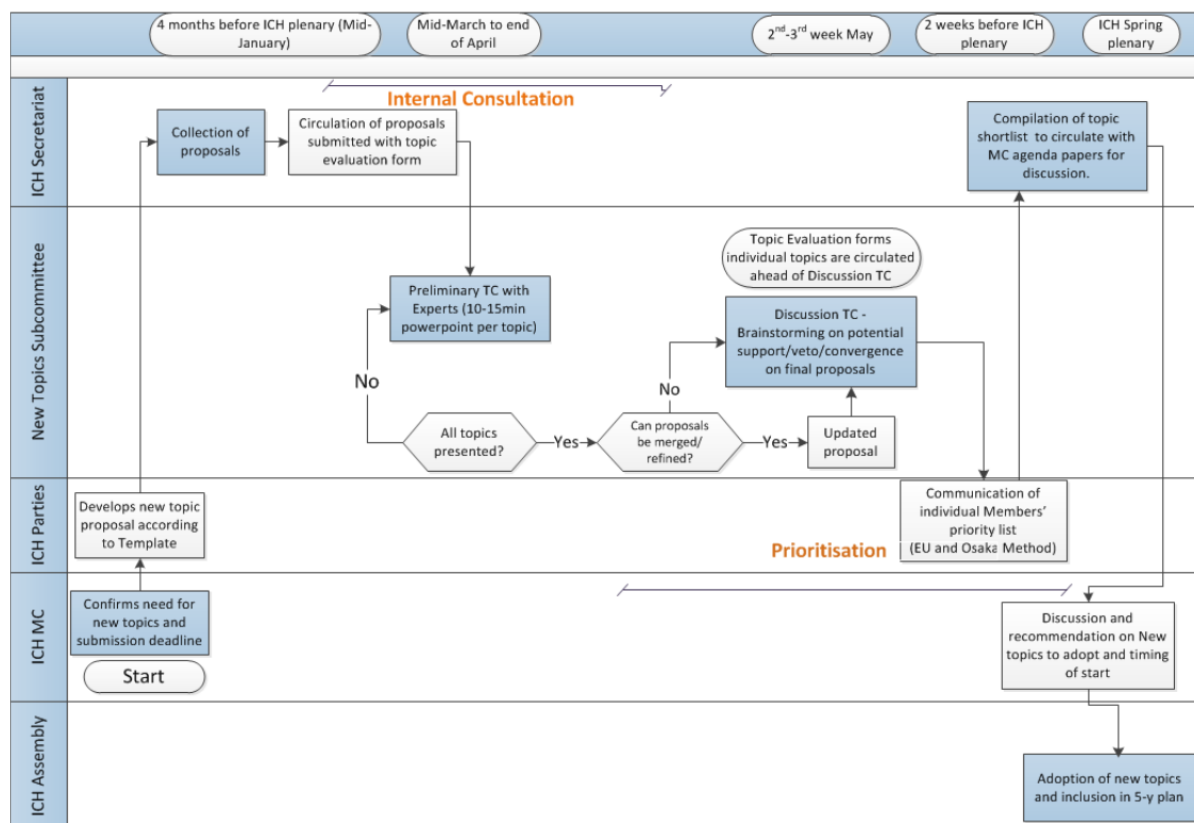 4 months before ICH plenary (Mid-
January)
Mid-March to end
of April
2nd-3rd week May
2 weeks before ICH
plenary
ICH Spring
plenary
ICH Secretariat
Internal Consultation
Collection of
proposals
Circulation of proposals
submitted with topic
evaluation form
Compilation of topic
shortlist to circulate with
MC agenda papers for
discussion.
New Topics Subcommittee
Topic Evaluation forms
individual topics are circulated
ahead of Discussion TC
Preliminary TC with
Experts (10-15min
powerpoint per topic)
Discussion TC -
Brainstorming on potential
support/veto/convergence
on final proposals
No
No
All topics
presented?
Yes
Can proposals
be merged/
refined?
Yes
Updated
proposal
ICH Parties
Develops new topic
proposal according
to Template
Communication of
individual Members'
priority list
(EU and Osaka Method)
Prioritisation
ICH MC
Confirms need for
new topics and
submission deadline
Start
Discussion and
recommendation on New
topics to adopt and timing
of start
ICH Assembly
Adoption of new topics
and inclusion in 5-y plan